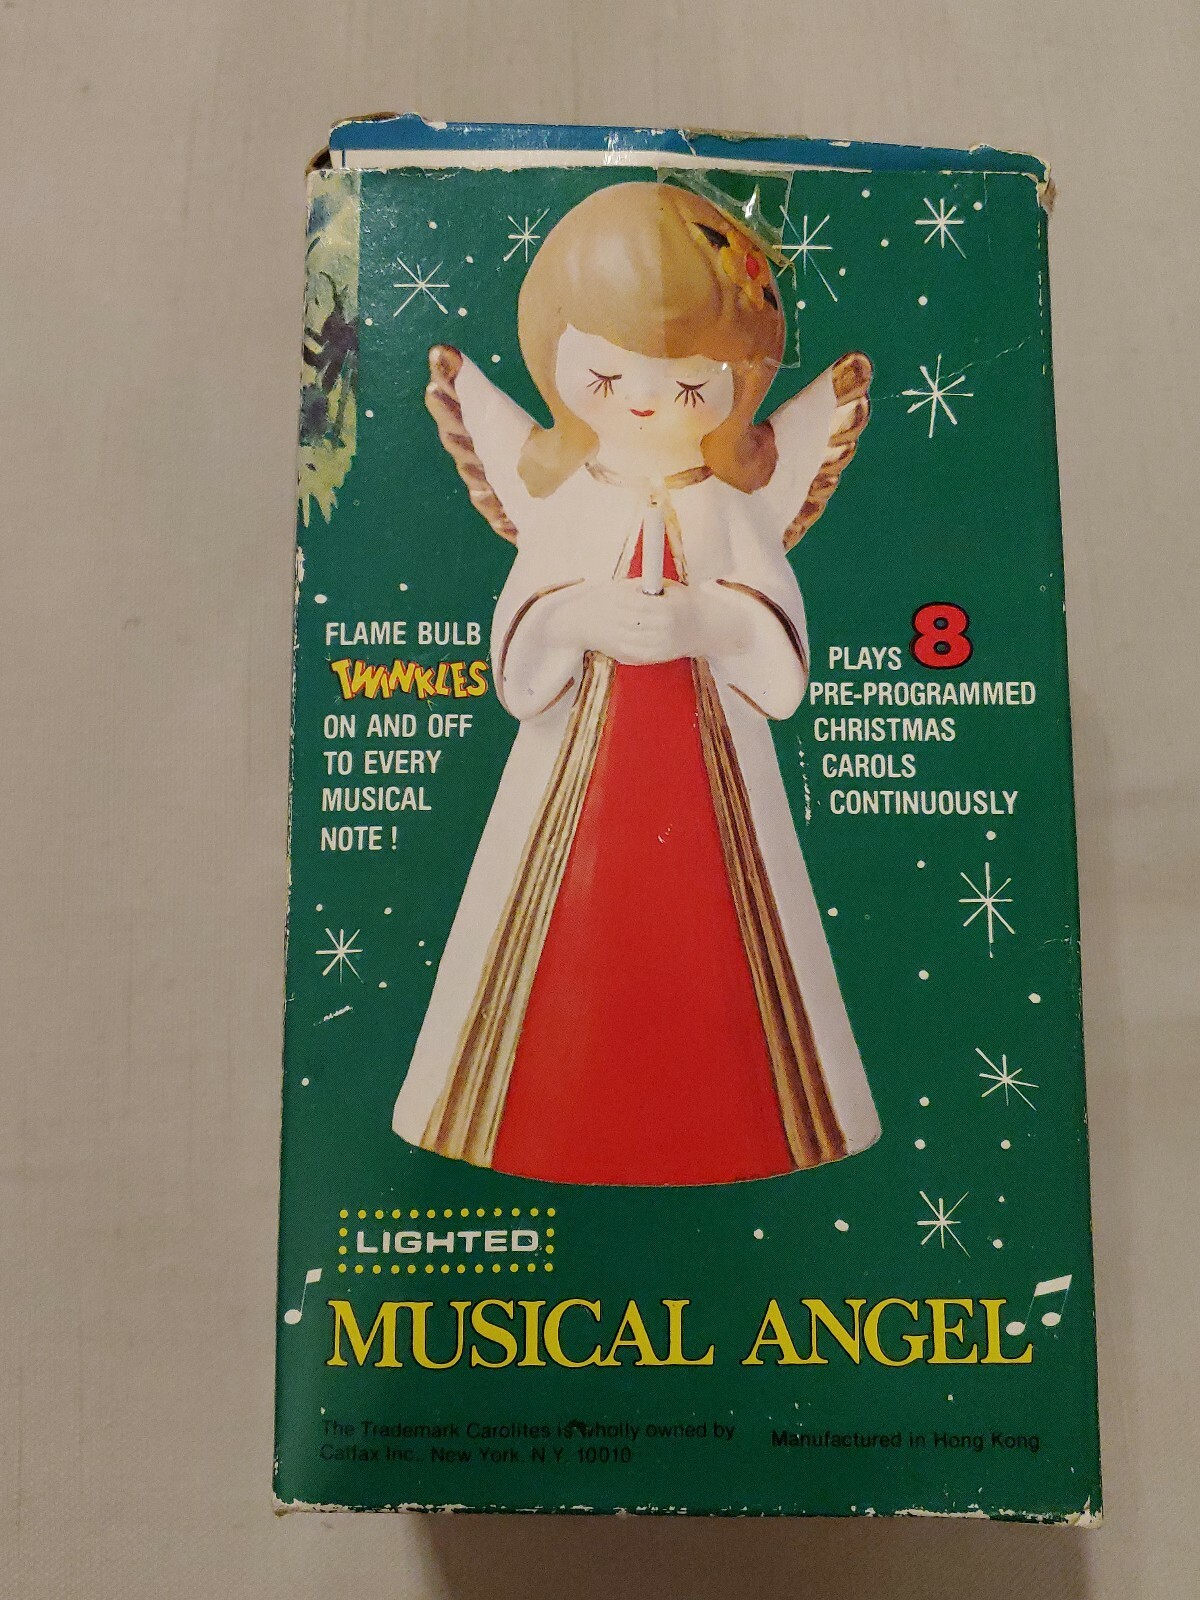 FLAME BULB
TWINKLES
ON AND OFF
TO EVERY
MUSICAL
NOTE!
PLAYS 8
PRE-PROGRAMMED
CHRISTMAS
CAROLS
CONTINUOUSLY
LIGHTED
MUSICAL ANGEL
The Trademark Carolites is wholly owned by
Calfax Inc., New York, N.Y. 10010
Manufactured in Hong Kong